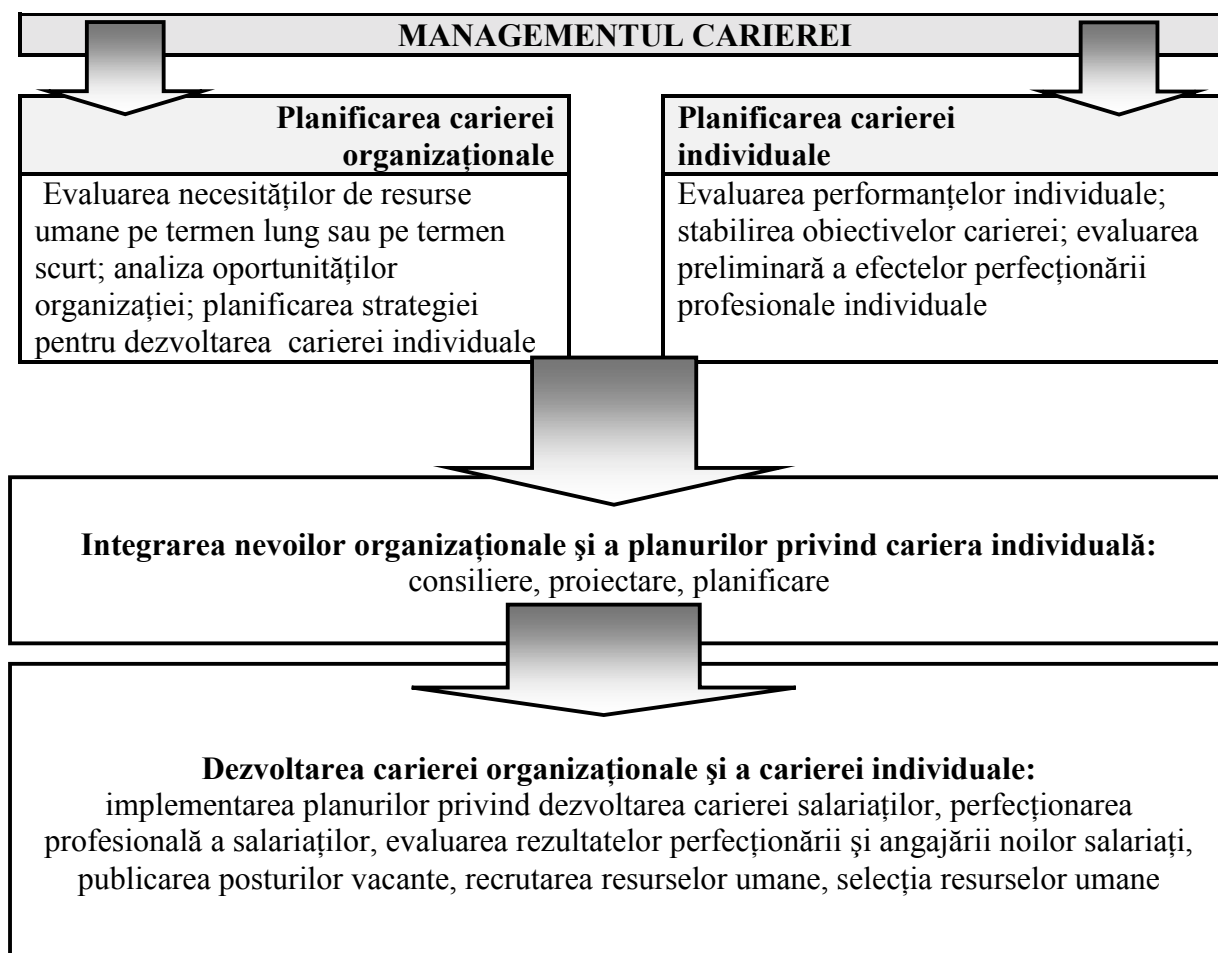 MANAGEMENTUL CARIEREI
Planificarea carierei
organizaționale
Evaluarea necesităților de resurse
umane pe termen lung sau pe termen
scurt; analiza oportunităților
organizației; planificarea strategiei
pentru dezvoltarea carierei individuale
Planificarea carierei
individuale
Evaluarea performanțelor individuale;
stabilirea obiectivelor carierei; evaluarea
preliminară a efectelor perfecționării
profesionale individuale
Integrarea nevoilor organizaționale şi a planurilor privind cariera individuală:
consiliere, proiectare, planificare
Dezvoltarea carierei organizaționale şi a carierei individuale:
implementarea planurilor privind dezvoltarea carierei salariaților, perfecționarea
profesională a salariaților, evaluarea rezultatelor perfecționării şi angajării noilor salariați,
publicarea posturilor vacante, recrutarea resurselor umane, selecția resurselor umane